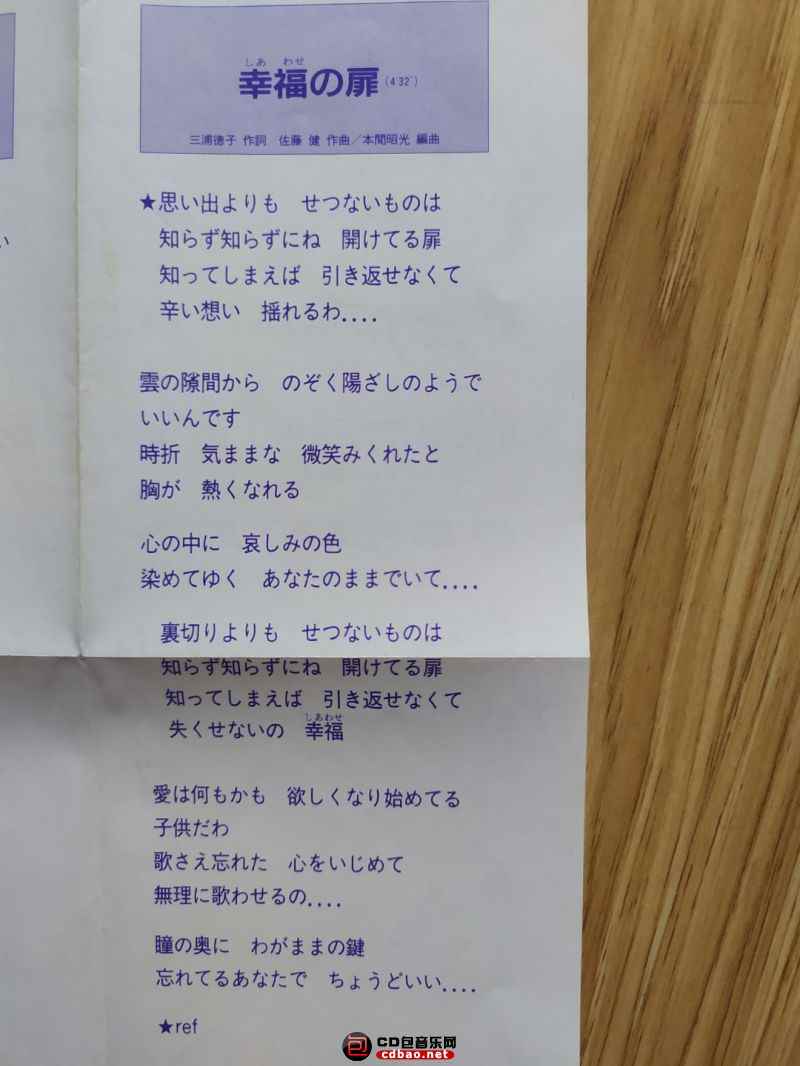 しあわせ
幸福の扉(4'32")
三浦徳子 作詞 佐藤 健 作曲/本間昭光 編曲
★思い出よりも せつないものは
知らず知らずにね 開けてる扉
知ってしまえば 引き返せなくて
辛い想い 揺れるわ....
い
雲の隙間から のぞく陽ざしのようで
いいんです
時折 気ままな 微笑みくれたと
胸が 熱くなれる
心の中に 哀しみの色
染めてゆく あなたのままでいて....
裏切りよりも せつないものは
知らず知らずにね 開けてる扉
知ってしまえば 引き返せなくて
しあわせ
失くせないの 幸福
愛は何もかも 欲しくなり始めてる
子供だわ
歌さえ忘れた 心をいじめて
無理に歌わせるの....
瞳の奥に わがままの鍵
忘れてるあなたで ちょうどいい....
★ref
CD包音乐网
cdbao.net